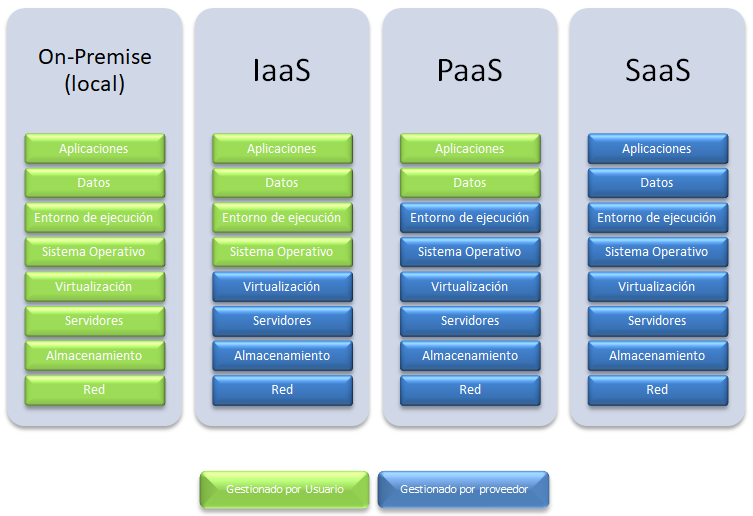 On-Premise
(local)
Aplicaciones
Datos
Entorno de ejecución
Sistema Operativo
Virtualización
Servidores
Almacenamiento
Red
IaaS
Aplicaciones
Datos
Entorno de ejecución
Sistema Operativo
Virtualización
Servidores
Almacenamiento
Red
PaaS
Aplicaciones
Datos
Entorno de ejecución
Sistema Operativo
Virtualización
Servidores
Almacenamiento
Red
SaaS
Aplicaciones
Datos
Entorno de ejecución
Sistema Operativo
Virtualización
Servidores
Almacenamiento
Red
Gestionado por Usuario
Gestionado por proveedor